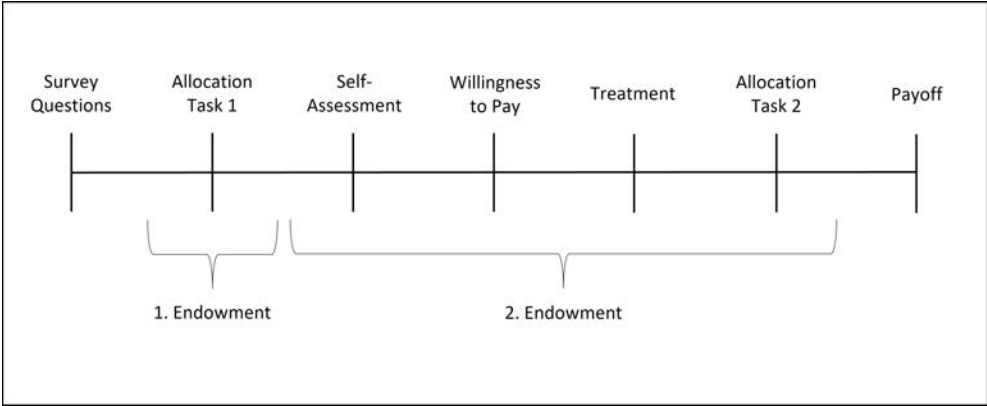 Survey
Questions
Allocation
Task 1
Self-
Assessment
Willingness
to Pay
Treatment
Allocation
Task 2
Payoff
1. Endowment
2. Endowment